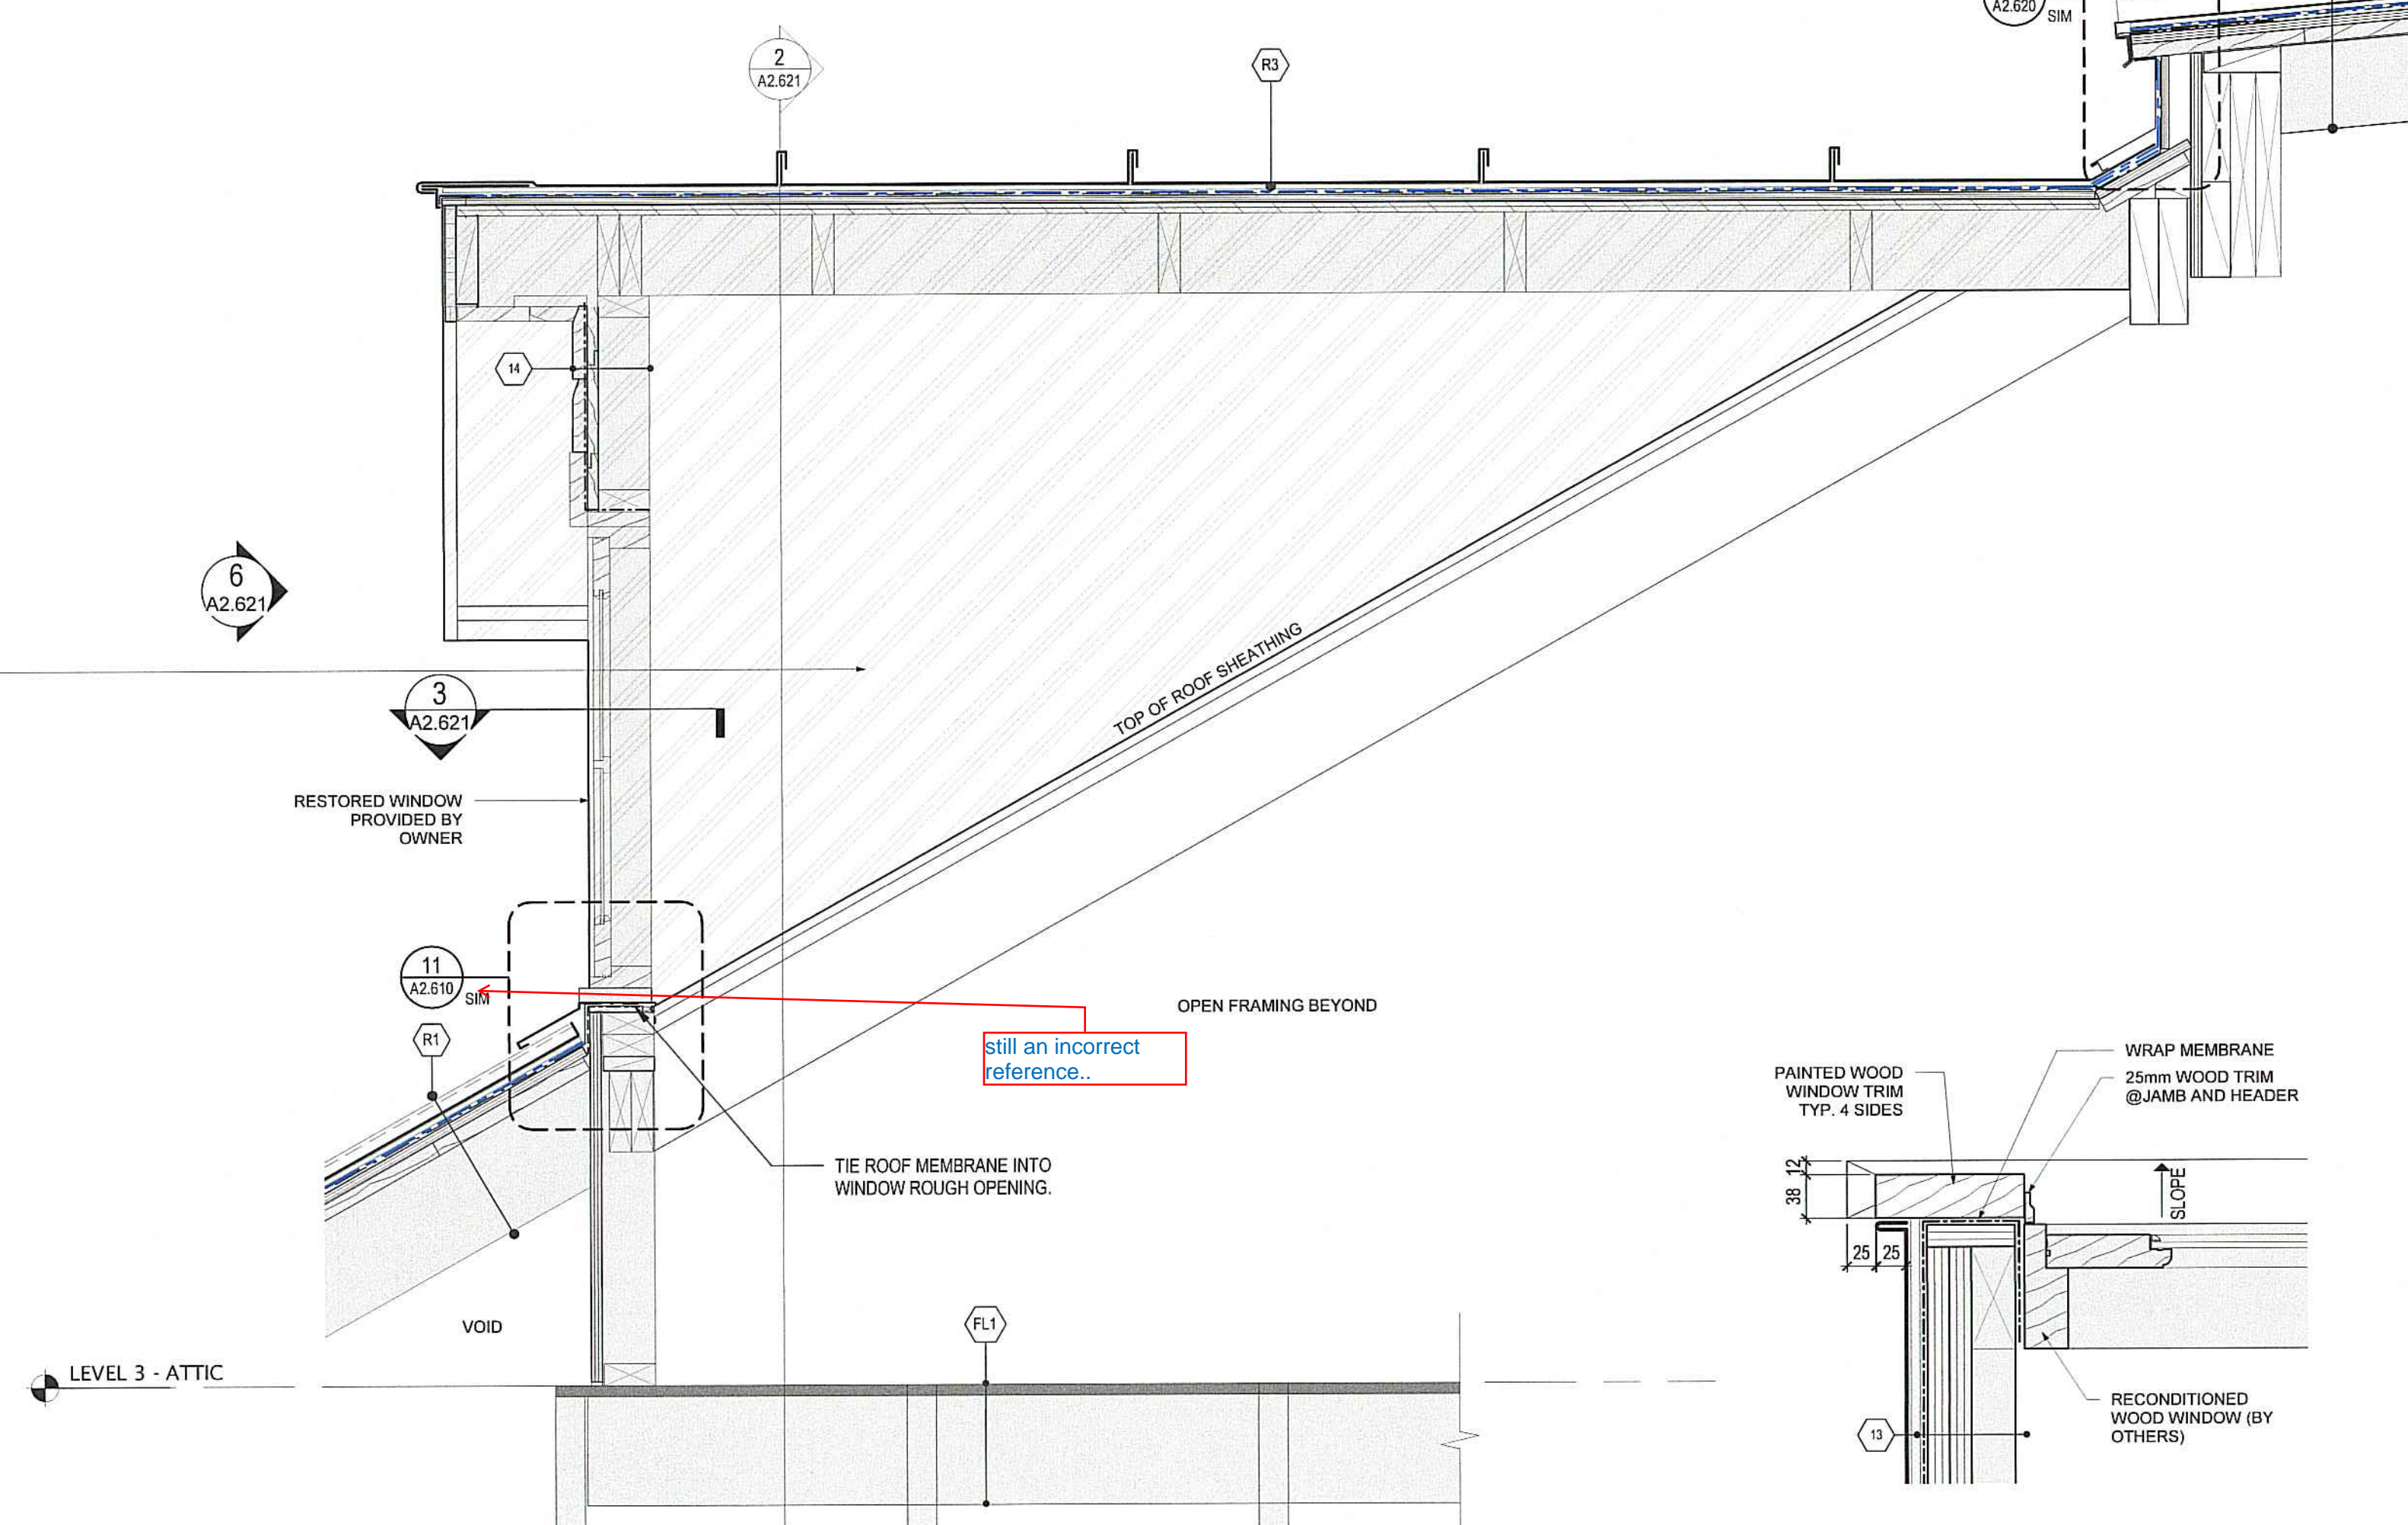 A2.620
SIM
2
A2.621
R3
14
6
A2.621
3
A2.621
TOP OF ROOF SHEATHING
RESTORED WINDOW
PROVIDED BY
OWNER
11
A2.610
SIM
R1
OPEN FRAMING BEYOND
still an incorrect
reference..
TIE ROOF MEMBRANE INTO
WINDOW ROUGH OPENING.
VOID
FL1
LEVEL 3 - ATTIC
PAINTED WOOD
WINDOW TRIM
TYP. 4 SIDES
WRAP MEMBRANE
25mm WOOD TRIM
@JAMB AND HEADER
12
38
SLOPE
25
25
13
RECONDITIONED
WOOD WINDOW (BY
OTHERS)